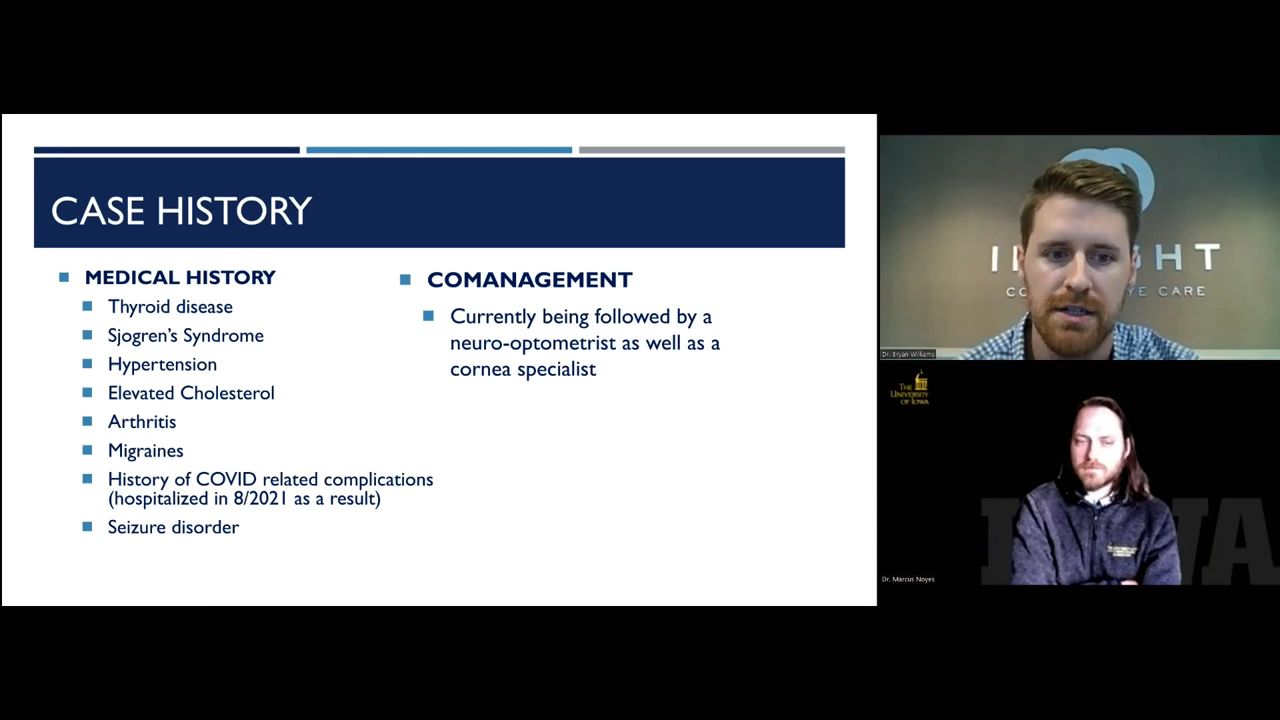 CASE HISTORY
MEDICAL HISTORY
Thyroid disease
Sjogren's Syndrome
Hypertension
Elevated Cholesterol
Arthritis
Migraines
History of COVID related complications
(hospitalized in 8/2021 as a result)
Seizure disorder
COMANAGEMENT
Currently being followed by a
neuro-optometrist as well as a
cornea specialist
CARE
Dr. Bryan Williams
THE
UNIVERSITY
OF IOWA
Dr. Marcus Noyes